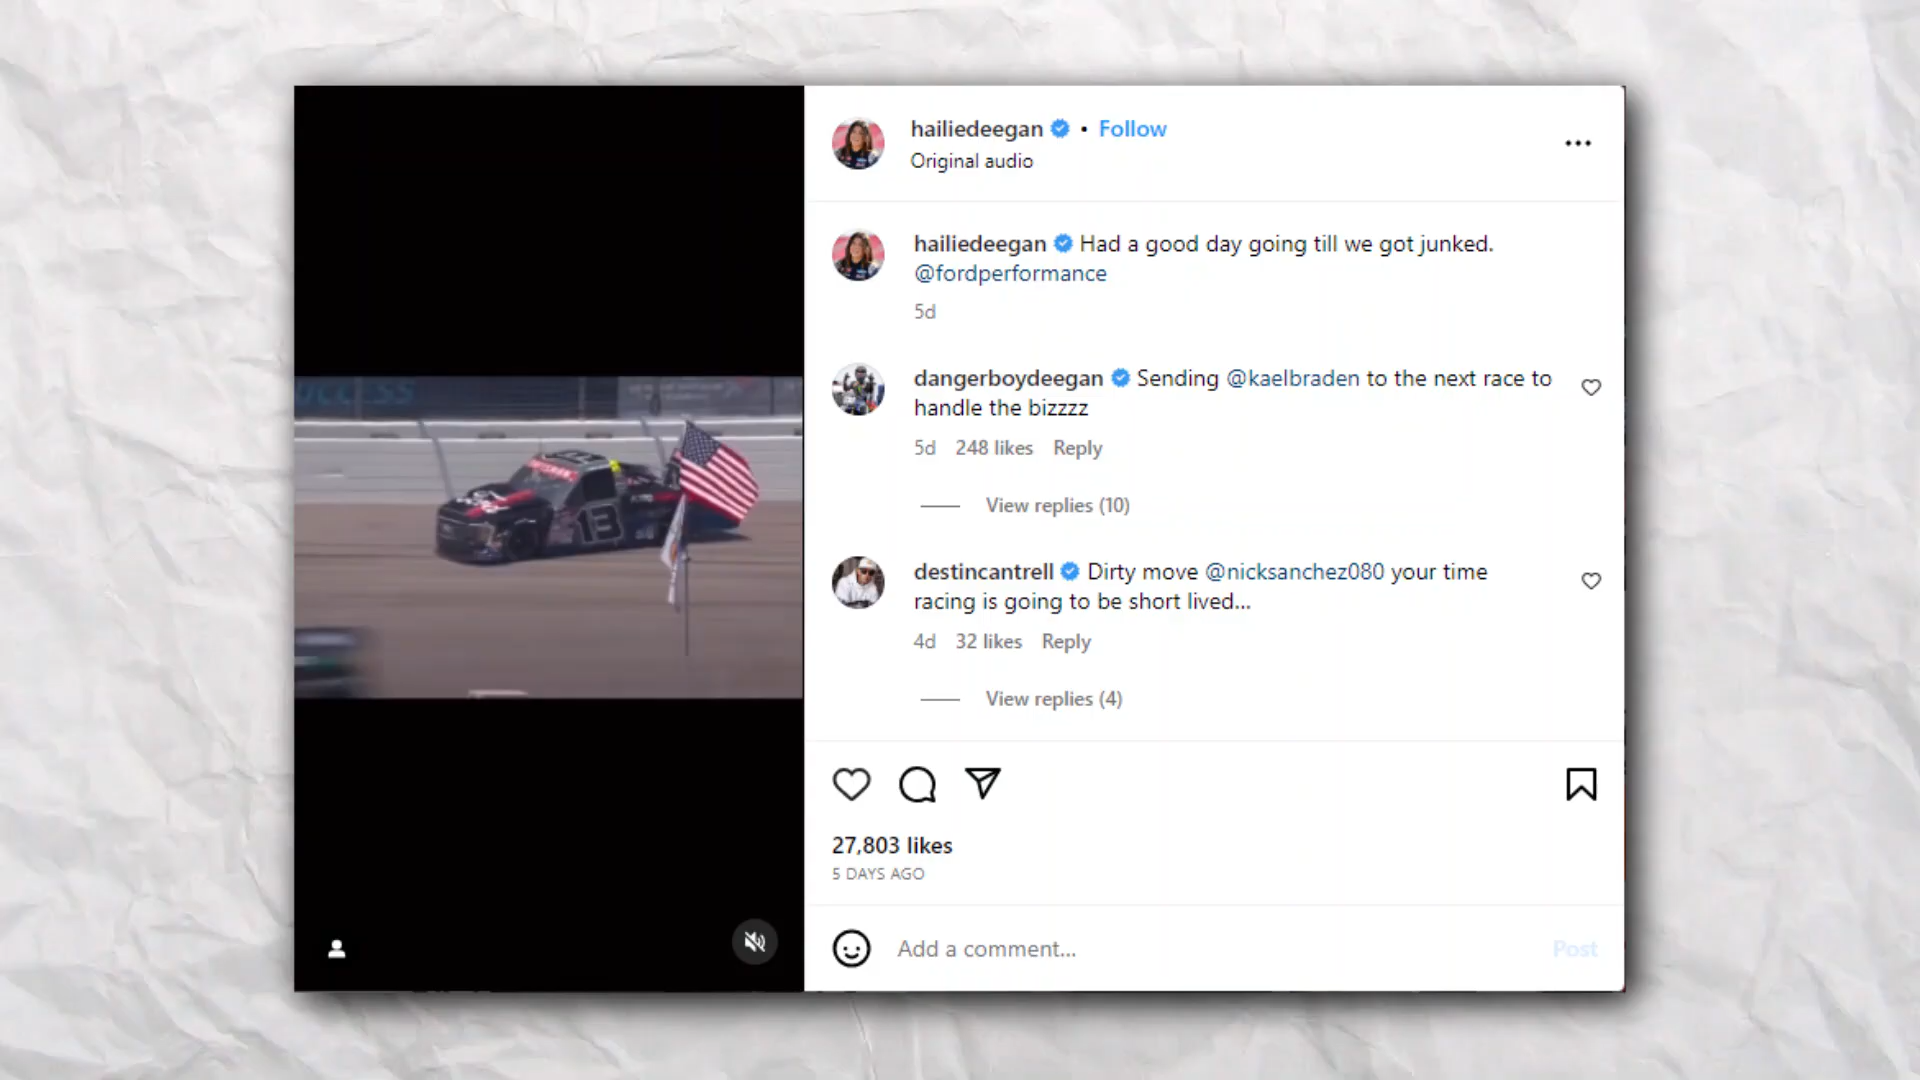 hailiedeegan • Follow
Original audio
hailiedeegan Had a good day going till we got junked.
@fordperformance
5d
dangerboydeegan Sending @kaelbraden to the next race to
handle the bizzzz
5d 248 likes Reply
View replies (10)
destincantrell Dirty move @nicksanchez080 your time
racing is going to be short lived...
4d 32 likes Reply
View replies (4)
27,803 likes
5 DAYS AGO
Add a comment... Post
13